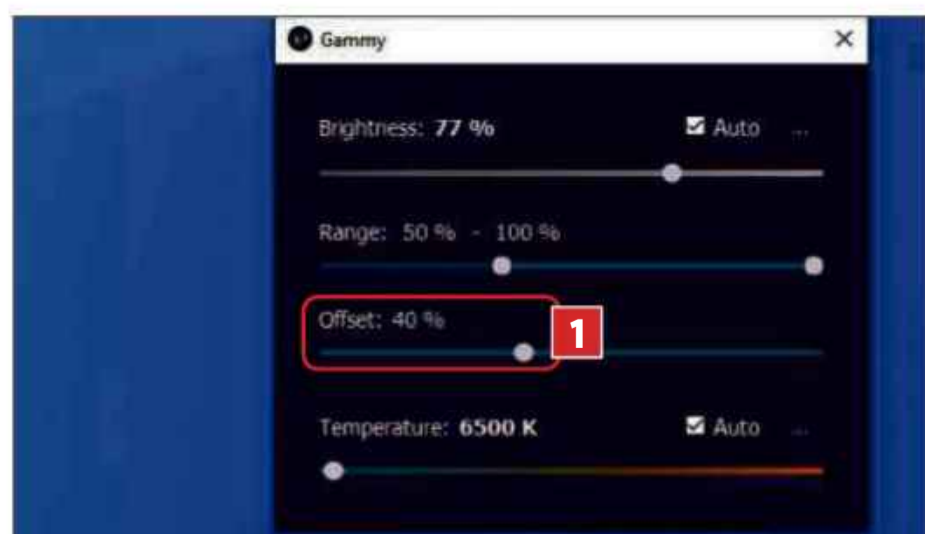 Gammy
Brightness: 77 % Auto ...
Range: 50 % - 100 %
Offset: 40 % 1
Temperature: 6500 K Auto ...